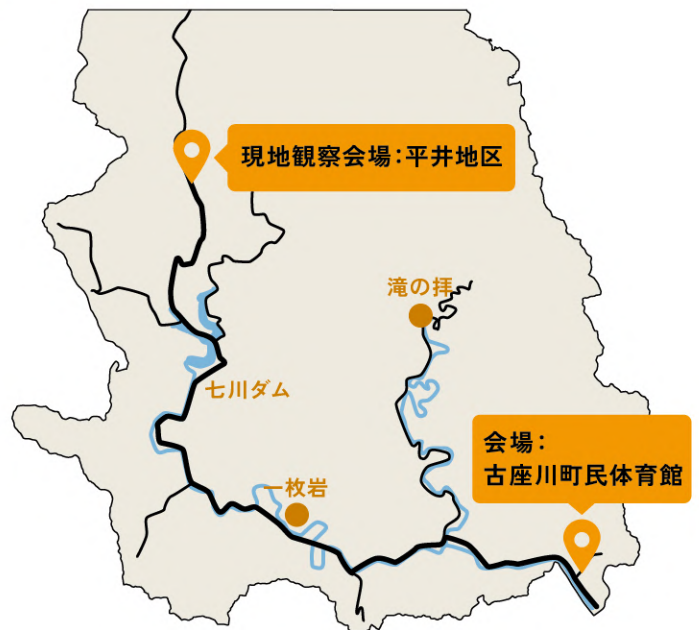 現地観察会場：平井地区
滝の拝
七川ダム
会場：
古座川町民体育館
一枚岩